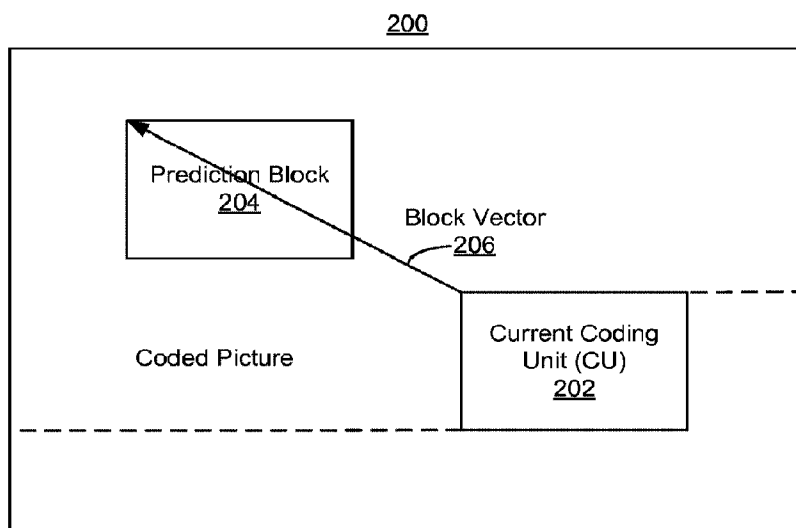 200
Prediction Block
204
Block Vector
206
Current Coding
Unit (CU)
202
Coded Picture